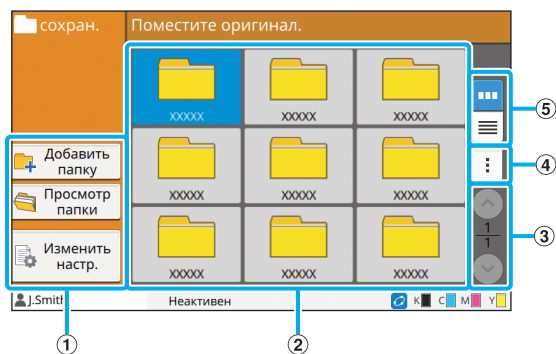 сохран.
Поместите оригинал.
xxxxx xxxxx xxxxx
xxxxx xxxxx xxxxx
xxxxx xxxxx xxxxx
Добавить
папку
Просмотр
папки
Изменить
настр.
1
1
J.Smith
Неактивен
K C M Y
5
4
3
1
2